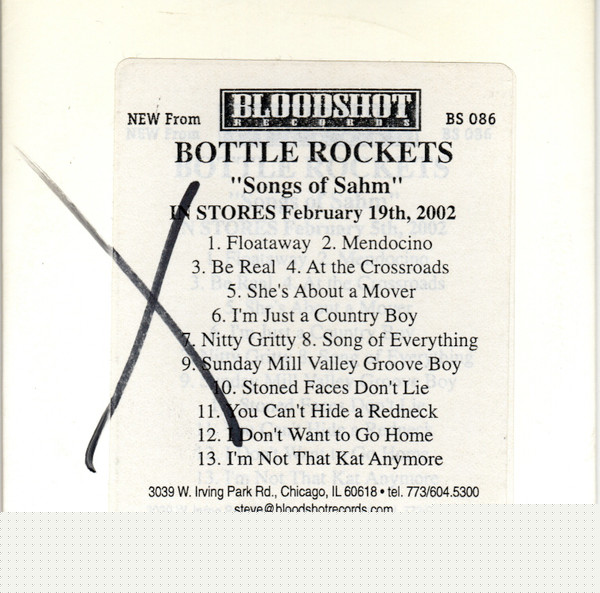 NEW From BLOODSHOT RECORDS BS 086
BOTTLE ROCKETS
"Songs of Sahm"
IN STORES February 19th, 2002
1. Floataway 2. Mendocino
3. Be Real 4. At the Crossroads
5. She's About a Mover
6. I'm Just a Country Boy
7. Nitty Gritty 8. Song of Everything
9. Sunday Mill Valley Groove Boy
10. Stoned Faces Don't Lie
11. You Can't Hide a Redneck
12. I Don't Want to Go Home
13. I'm Not That Kat Anymore
3039 W. Irving Park Rd., Chicago, IL 60618 • tel. 773/604.5300
steve@bloodshotrecords.com